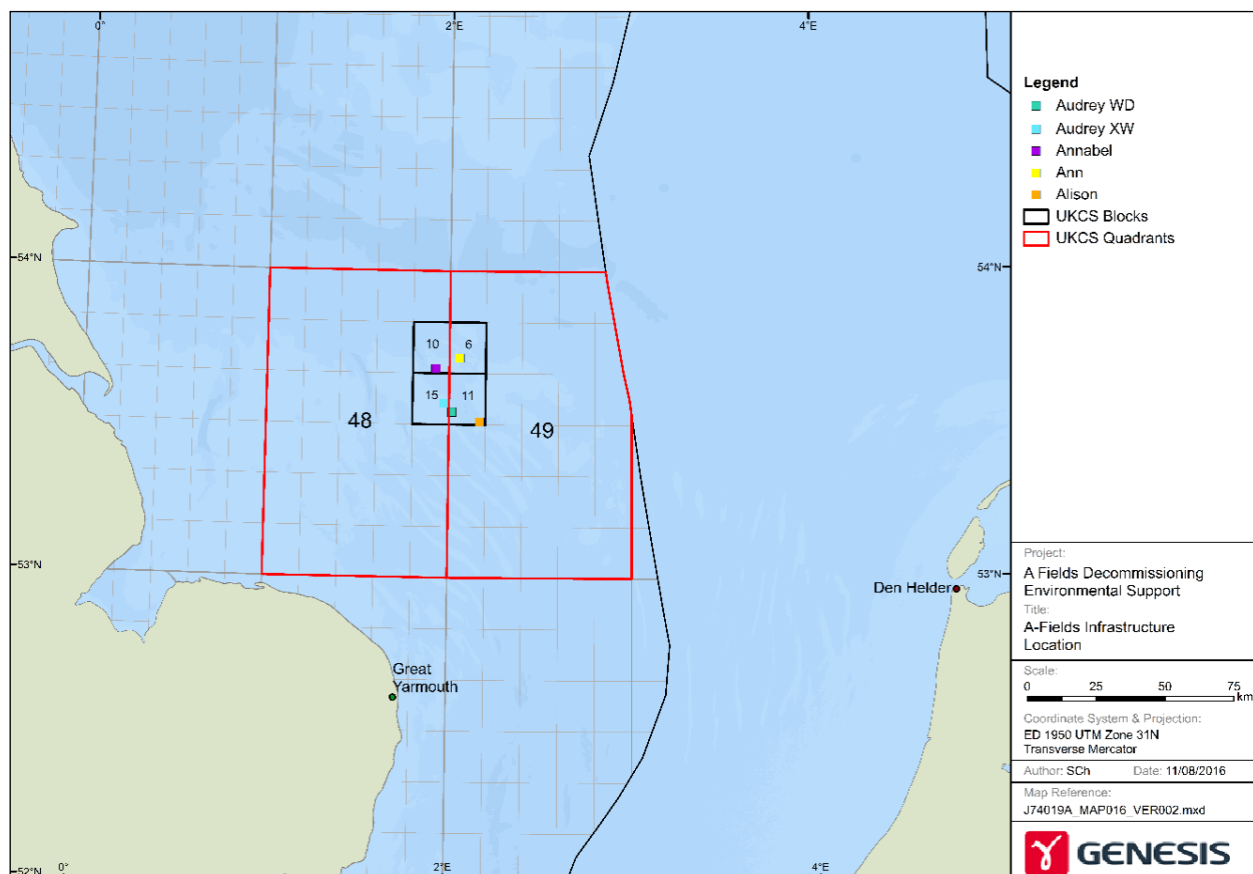 0°
2°E
4°E
54°N
54°N
10
6
15
11
48
49
53°N
53°N
Den Helder
Great
Yarmouth
52°N
0°
2°E
4°E
Legend
Audrey WD
Audrey XW
Annabel
Ann
Alison
UKCS Blocks
UKCS Quadrants
Project:
A Fields Decommissioning
Environmental Support
Title:
A-Fields Infrastructure
Location
Scale:
0 25 50 75
km
Coordinate System & Projection:
ED 1950 UTM Zone 31N
Transverse Mercator
Author: SCh Date: 11/08/2016
Map Reference:
J74019A_MAP016_VER002.mxd
GENESIS